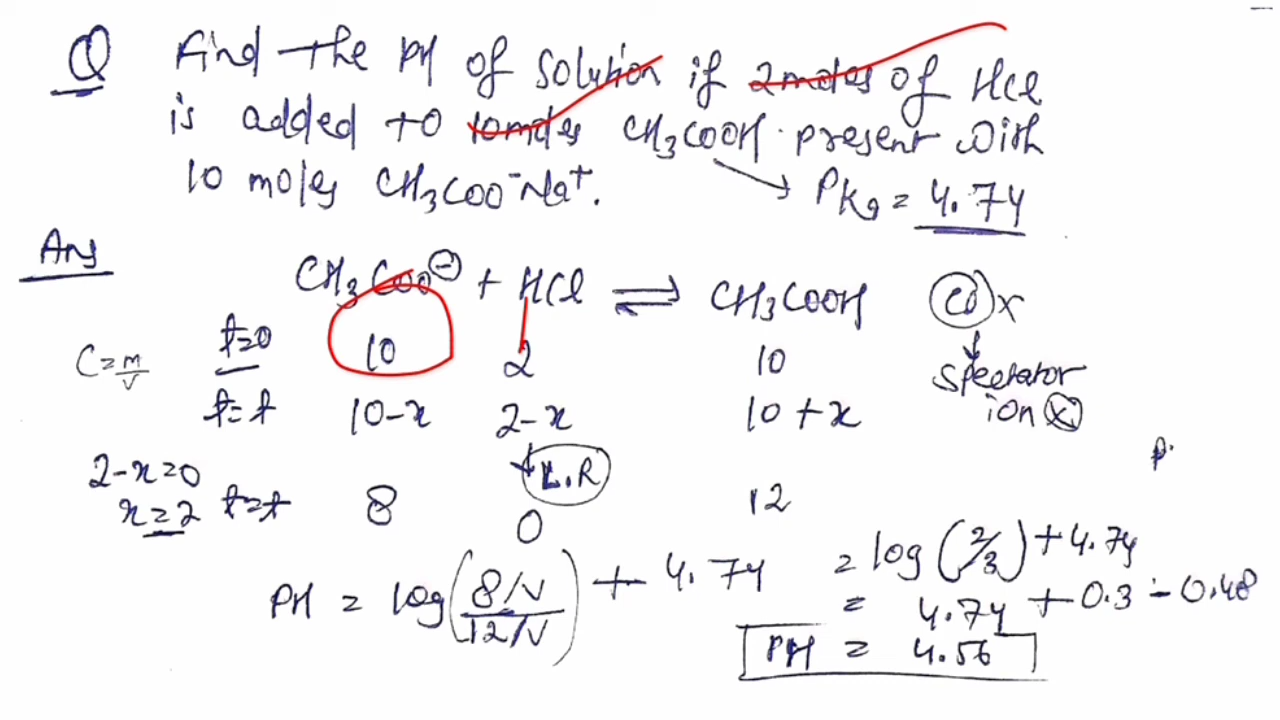 Q Find the PH of solution if 2 moles of HCl
is added to 10 moles CH₃COOH present with
10 moles CH₃COO⁻Na⁺.
Pka = 4.74
Ans
CH₃COO⊖ + HCl ⇌ CH₃COOH Cl x
C = m/V t=0 10 2 10 spectator
t=t 10-x 2-x 10+x ion x
2-x=0 L.R
x=2 t=t 8 0 12
PH = log((8/V)/(12/V)) + 4.74 = log(2/3) + 4.74
= 4.74 + 0.3 - 0.48
PH = 4.56